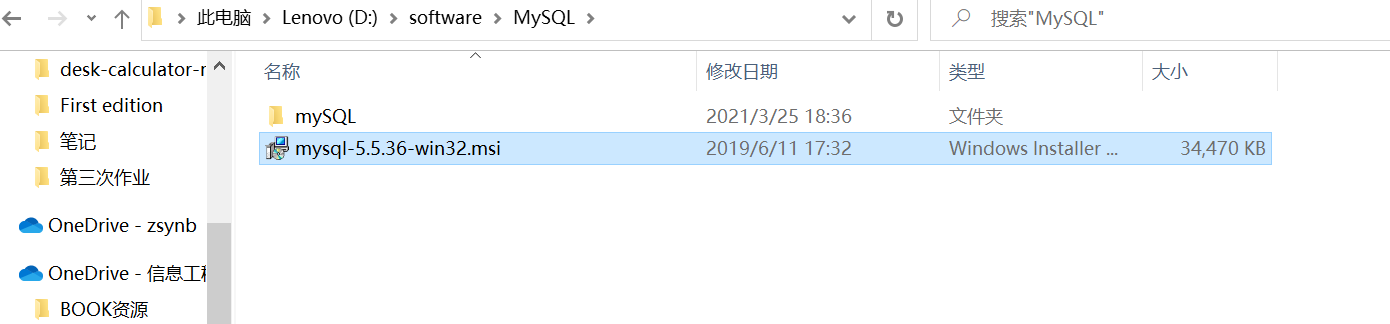 此电脑 > Lenovo (D:) > software > MySQL >
搜索"MySQL"
desk-calculator-r
First edition
笔记
第三次作业
OneDrive - zsynb
OneDrive - 信息工程
BOOK资源
名称 修改日期 类型 大小
mySQL 2021/3/25 18:36 文件夹
mysql-5.5.36-win32.msi 2019/6/11 17:32 Windows Installer ... 34,470 KB